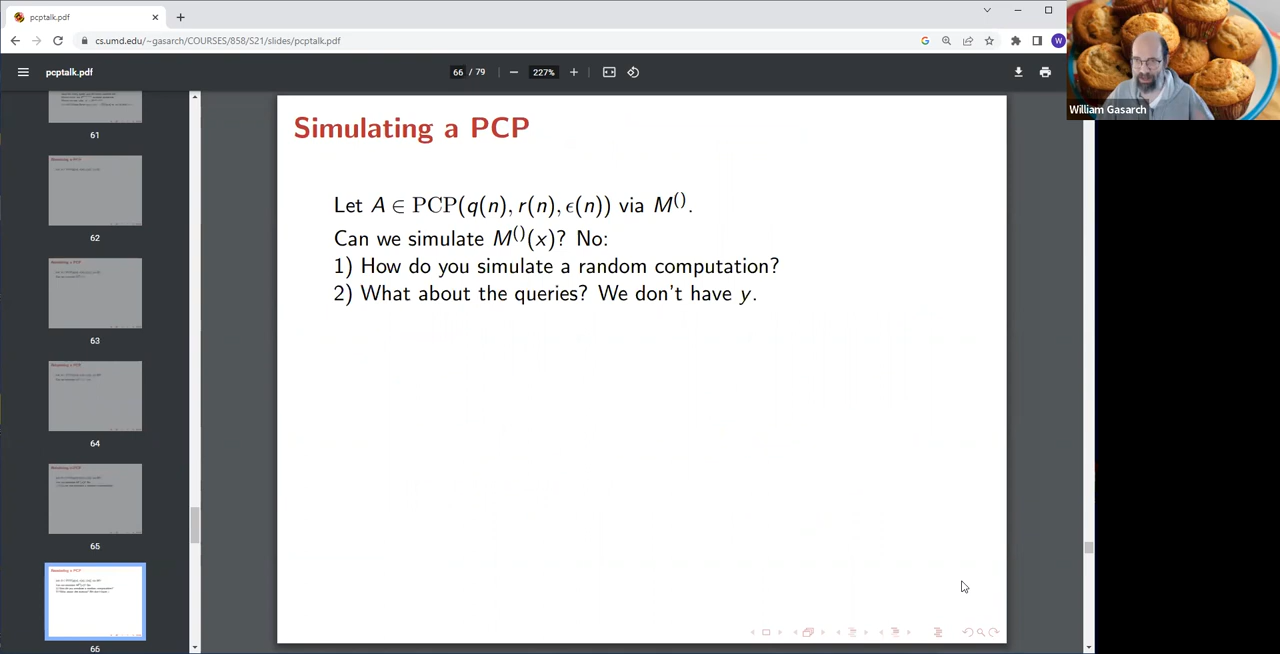 pcptalk.pdf
cs.umd.edu/~gasarch/COURSES/858/S21/slides/pcptalk.pdf
W
pcptalk.pdf
66 / 79
227%
William Gasarch
61
62
63
64
65
66
Simulating a PCP
Let A ∈ PCP(q(n), r(n), ϵ(n)) via M⁽⁾.
Can we simulate M⁽⁾(x)? No:
1) How do you simulate a random computation?
2) What about the queries? We don't have y.